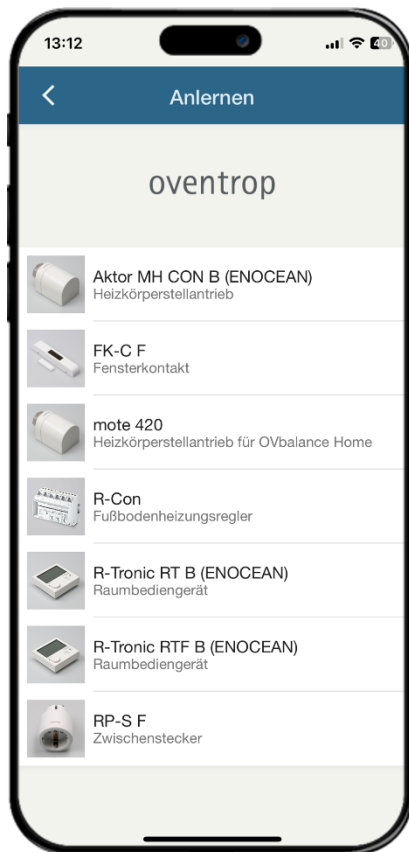 13:12
40
Anlernen
oventrop
Aktor MH CON B (ENOCEAN)
Heizkörperstellantrieb
FK-C F
Fensterkontakt
mote 420
Heizkörperstellantrieb für OVbalance Home
R-Con
Fußbodenheizungsregler
R-Tronic RT B (ENOCEAN)
Raumbediengerät
R-Tronic RTF B (ENOCEAN)
Raumbediengerät
RP-S F
Zwischenstecker